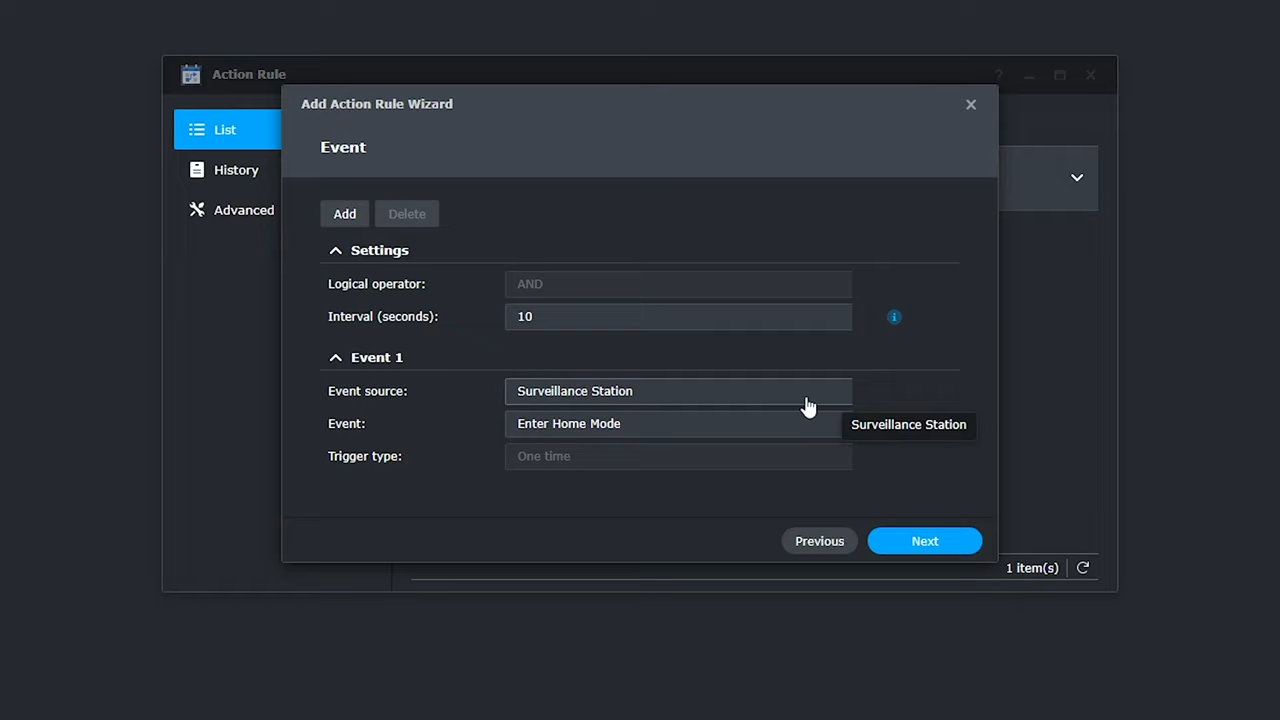 Action Rule
?
Add Action Rule Wizard
List
Event
History
Advanced
Add
Delete
Settings
Logical operator:
AND
Interval (seconds):
10
i
Event 1
Event source:
Surveillance Station
Event:
Enter Home Mode
Surveillance Station
Trigger type:
One time
Previous
Next
1 item(s)